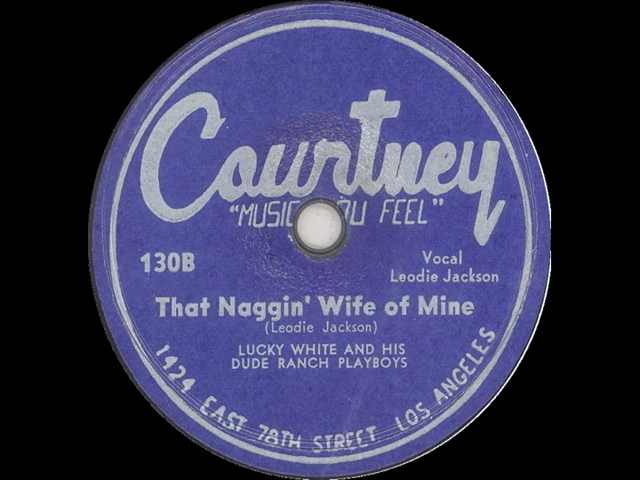 Courtney
"MUSIC YOU FEEL"
130B
Vocal
Leodie Jackson
That Naggin' Wife of Mine
(Leodie Jackson)
LUCKY WHITE AND HIS
DUDE RANCH PLAYBOYS
1424 EAST 78TH STREET LOS ANGELES